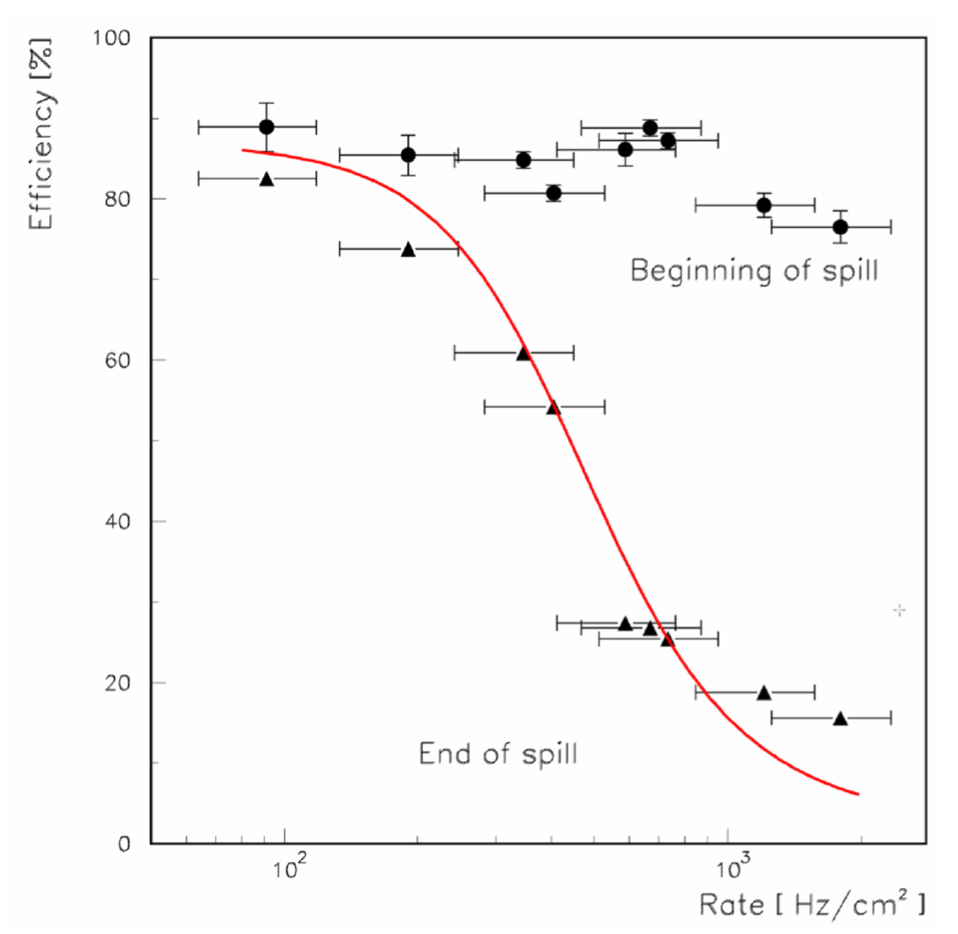 Efficiency [%]
100
80
60
40
20
0
Beginning of spill
End of spill
10²
10³
Rate [ Hz/cm² ]